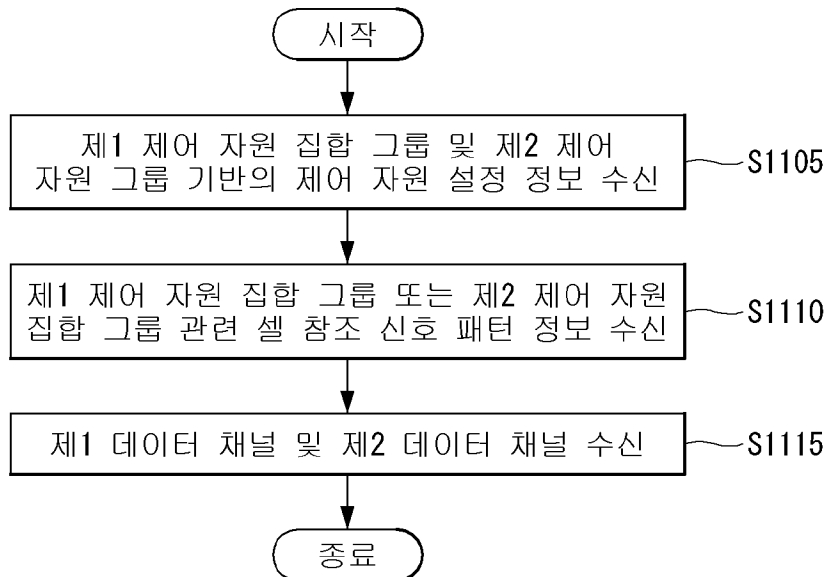 시작
제1 제어 자원 집합 그룹 및 제2 제어
자원 그룹 기반의 제어 자원 설정 정보 수신
S1105
제1 제어 자원 집합 그룹 또는 제2 제어 자원
집합 그룹 관련 셀 참조 신호 패턴 정보 수신
S1110
제1 데이터 채널 및 제2 데이터 채널 수신
S1115
종료